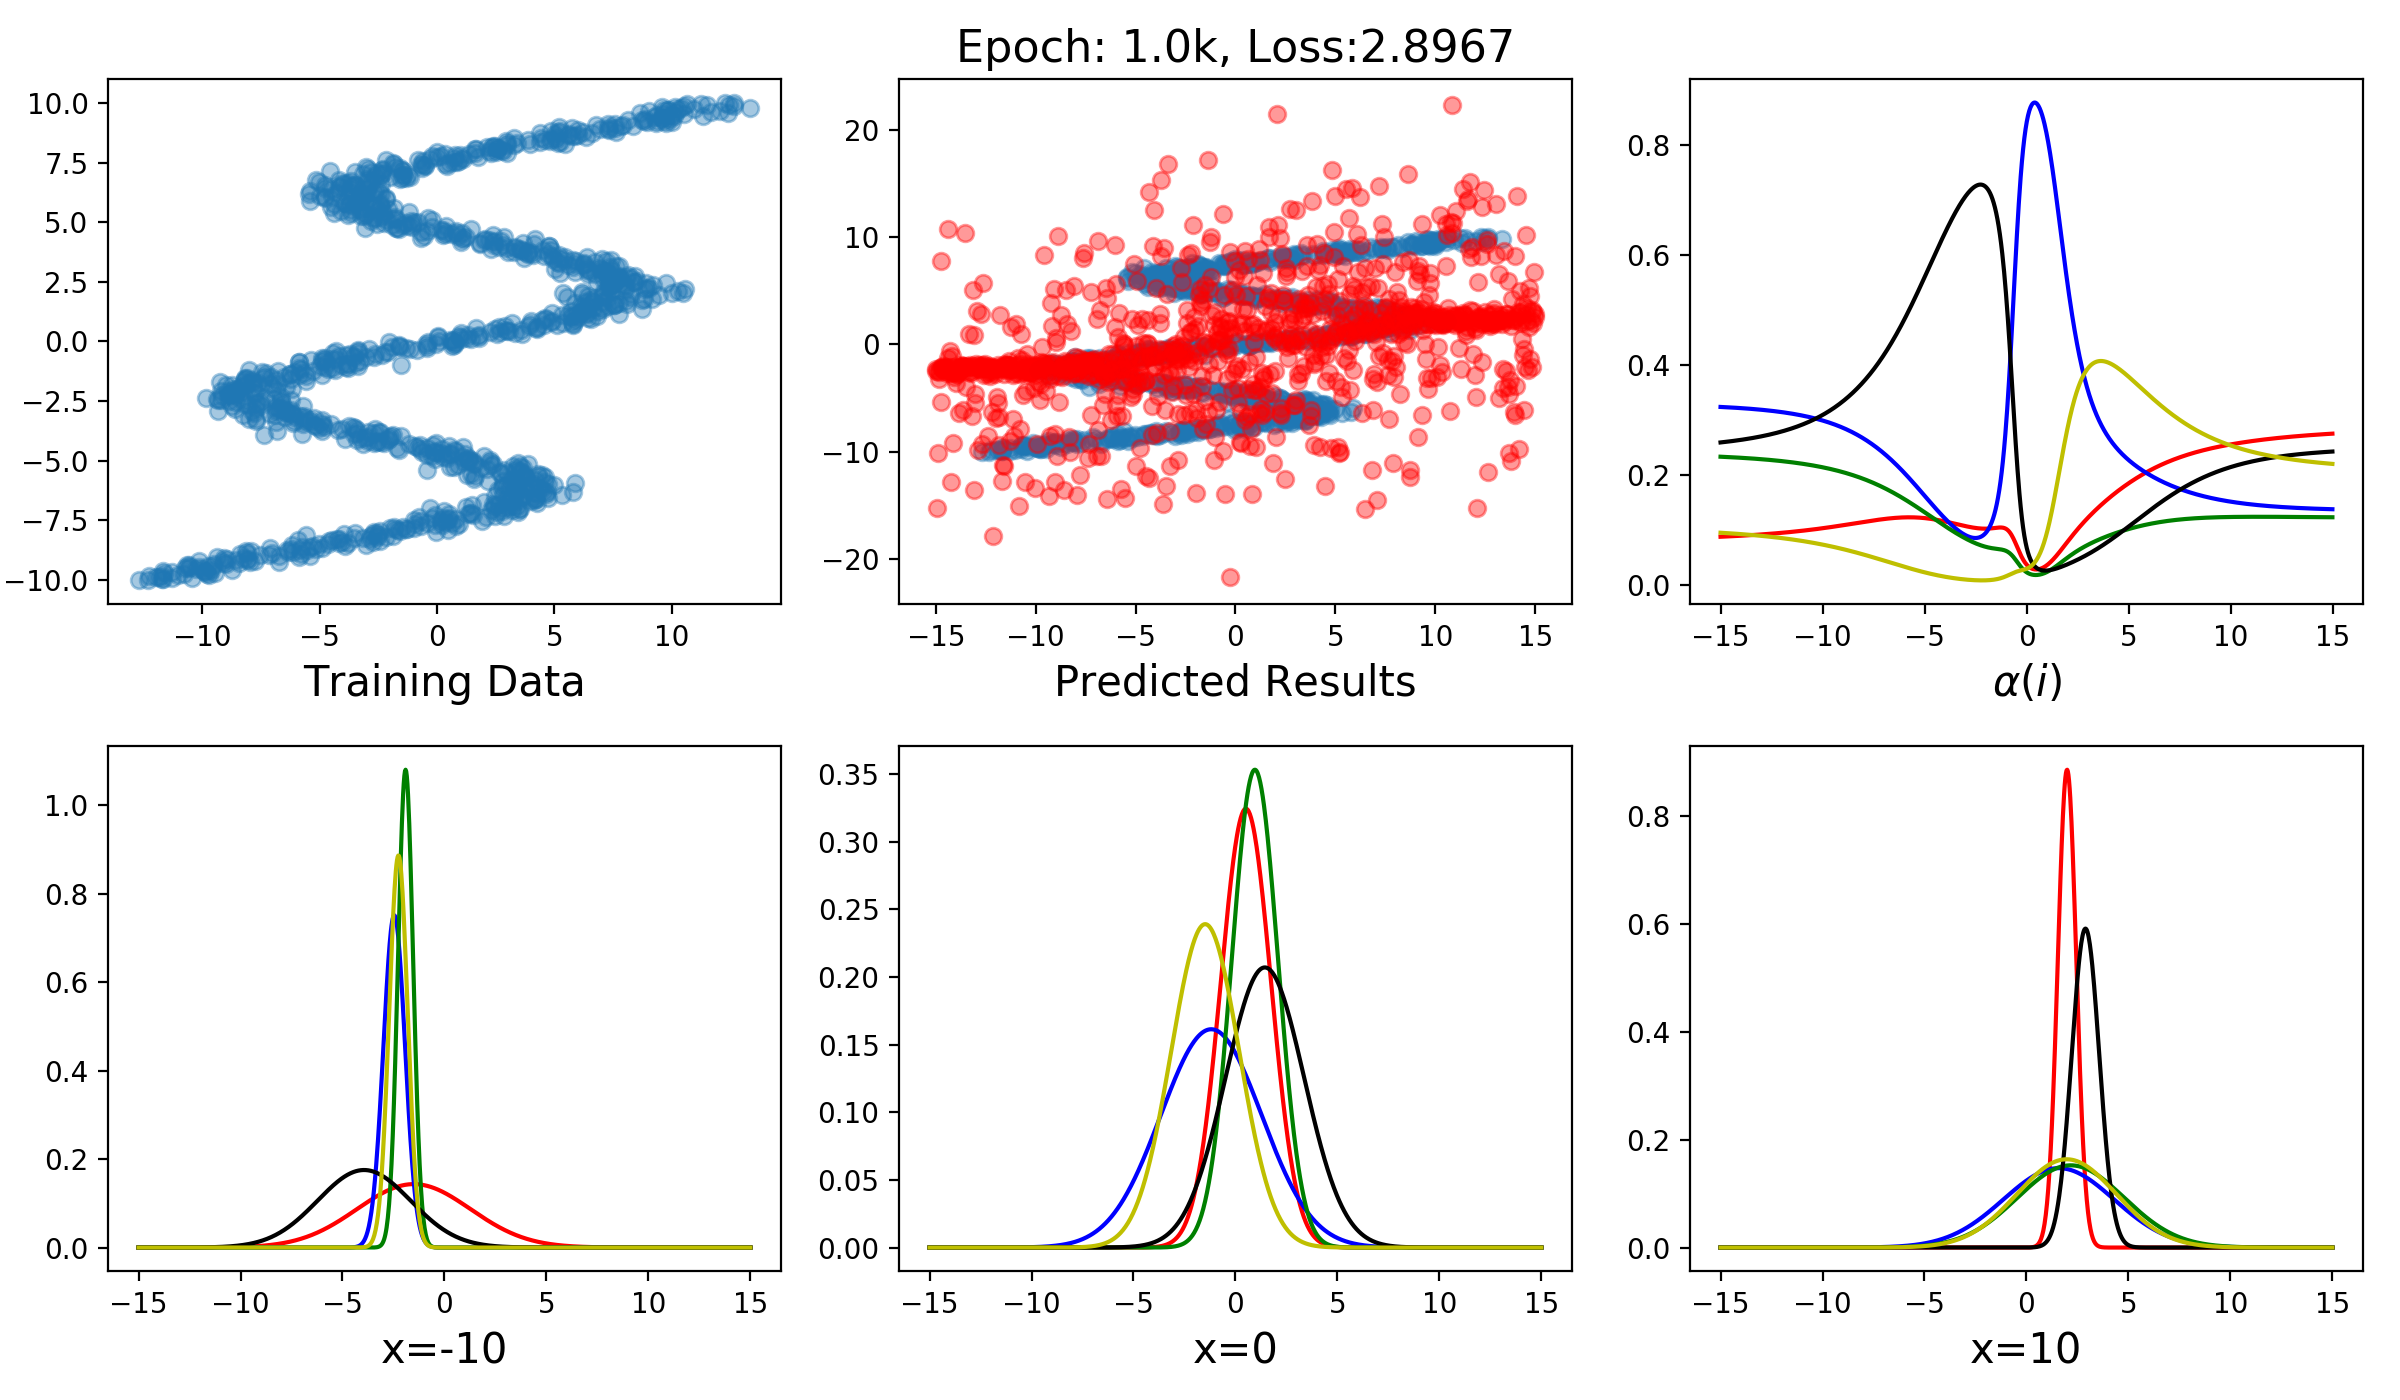 Epoch: 1.0k, Loss:2.8967
10.0
7.5
5.0
2.5
0.0
−2.5
−5.0
−7.5
−10.0
−10 −5 0 5 10
Training Data
20
10
0
−10
−20
−15 −10 −5 0 5 10 15
Predicted Results
0.8
0.6
0.4
0.2
0.0
−15 −10 −5 0 5 10 15
α(i)
1.0
0.8
0.6
0.4
0.2
0.0
−15 −10 −5 0 5 10 15
x=-10
0.35
0.30
0.25
0.20
0.15
0.10
0.05
0.00
−15 −10 −5 0 5 10 15
x=0
0.8
0.6
0.4
0.2
0.0
−15 −10 −5 0 5 10 15
x=10